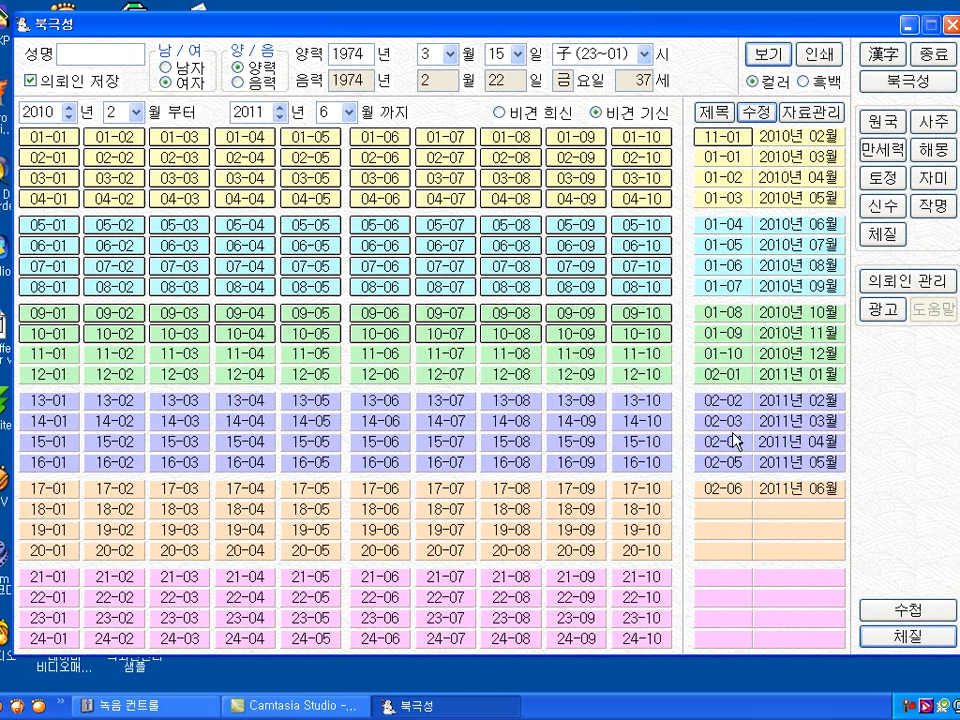 북극성
성명 남 / 여 양 / 음 양력 1974 년 3 월 15 일 子 (23~01) 시 보기 인쇄 漢字 종료
남자 양력
의뢰인 저장 여자 음력 음력 1974 년 2 월 22 일 금 요일 37 세 컬러 흑백 북극성
2010 년 2 월 부터 2011 년 6 월 까지 비견 희신 비견 기신 제목 수정 자료관리
원국 사주
만세력 해몽
토정 자미
신수 작명
체질
의뢰인 관리
광고 도움말
수첩
체질
01-01 01-02 01-03 01-04 01-05 01-06 01-07 01-08 01-09 01-10 11-01 2010년 02월
02-01 02-02 02-03 02-04 02-05 02-06 02-07 02-08 02-09 02-10 01-01 2010년 03월
03-01 03-02 03-03 03-04 03-05 03-06 03-07 03-08 03-09 03-10 01-02 2010년 04월
04-01 04-02 04-03 04-04 04-05 04-06 04-07 04-08 04-09 04-10 01-03 2010년 05월
05-01 05-02 05-03 05-04 05-05 05-06 05-07 05-08 05-09 05-10 01-04 2010년 06월
06-01 06-02 06-03 06-04 06-05 06-06 06-07 06-08 06-09 06-10 01-05 2010년 07월
07-01 07-02 07-03 07-04 07-05 07-06 07-07 07-08 07-09 07-10 01-06 2010년 08월
08-01 08-02 08-03 08-04 08-05 08-06 08-07 08-08 08-09 08-10 01-07 2010년 09월
09-01 09-02 09-03 09-04 09-05 09-06 09-07 09-08 09-09 09-10 01-08 2010년 10월
10-01 10-02 10-03 10-04 10-05 10-06 10-07 10-08 10-09 10-10 01-09 2010년 11월
11-01 11-02 11-03 11-04 11-05 11-06 11-07 11-08 11-09 11-10 01-10 2010년 12월
12-01 12-02 12-03 12-04 12-05 12-06 12-07 12-08 12-09 12-10 02-01 2011년 01월
13-01 13-02 13-03 13-04 13-05 13-06 13-07 13-08 13-09 13-10 02-02 2011년 02월
14-01 14-02 14-03 14-04 14-05 14-06 14-07 14-08 14-09 14-10 02-03 2011년 03월
15-01 15-02 15-03 15-04 15-05 15-06 15-07 15-08 15-09 15-10 2011년 04월
16-01 16-02 16-03 16-04 16-05 16-06 16-07 16-08 16-09 16-10 02-05 2011년 05월
17-01 17-02 17-03 17-04 17-05 17-06 17-07 17-08 17-09 17-10 02-06 2011년 06월
18-01 18-02 18-03 18-04 18-05 18-06 18-07 18-08 18-09 18-10
19-01 19-02 19-03 19-04 19-05 19-06 19-07 19-08 19-09 19-10
20-01 20-02 20-03 20-04 20-05 20-06 20-07 20-08 20-09 20-10
21-01 21-02 21-03 21-04 21-05 21-06 21-07 21-08 21-09 21-10
22-01 22-02 22-03 22-04 22-05 22-06 22-07 22-08 22-09 22-10
23-01 23-02 23-03 23-04 23-05 23-06 23-07 23-08 23-09 23-10
24-01 24-02 24-03 24-04 24-05 24-06 24-07 24-08 24-09 24-10
비디오매... 샘플
녹음 컨트롤 Camtasia Studio -... 북극성